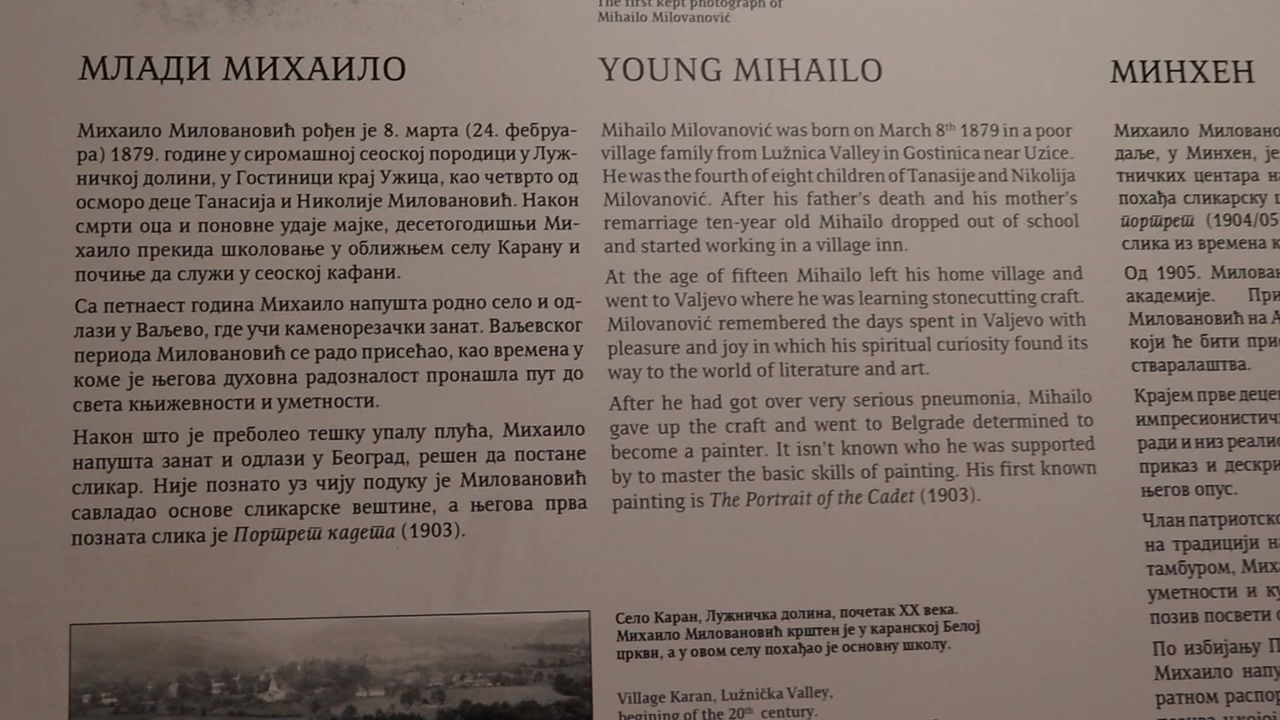 The first kept photograph of
Mihailo Milovanović
МЛАДИ МИХАИЛО
Михаило Миловановић рођен је 8. марта (24. фебруа-
ра) 1879. године у сиромашној сеоској породици у Луж-
ничкој долини, у Гостиници крај Ужица, као четврто од
осморо деце Танасија и Николије Миловановић. Након
смрти оца и поновне удаје мајке, десетогодишњи Ми-
хаило прекида школовање у оближњем селу Карану и
почиње да служи у сеоској кафани.
Са петнаест година Михаило напушта родно село и од-
лази у Ваљево, где учи каменорезачки занат. Ваљевског
периода Миловановић се радо присећао, као времена у
коме је његова духовна радозналост пронашла пут до
света књижевности и уметности.
Након што је преболео тешку упалу плућа, Михаило
напушта занат и одлази у Београд, решен да постане
сликар. Није познато уз чију подуку је Миловановић
савладао основе сликарске вештине, а његова прва
позната слика је Портрет кадета (1903).
YOUNG MIHAILO
Mihailo Milovanović was born on March 8th 1879 in a poor
village family from Lužnica Valley in Gostinica near Uzice.
He was the fourth of eight children of Tanasije and Nikolija
Milovanović. After his father's death and his mother's
remarriage ten-year old Mihailo dropped out of school
and started working in a village inn.
At the age of fifteen Mihailo left his home village and
went to Valjevo where he was learning stonecutting craft.
Milovanović remembered the days spent in Valjevo with
pleasure and joy in which his spiritual curiosity found its
way to the world of literature and art.
After he had got over very serious pneumonia, Mihailo
gave up the craft and went to Belgrade determined to
become a painter. It isn't known who he was supported
by to master the basic skills of painting. His first known
painting is The Portrait of the Cadet (1903).
Село Каран, Лужничка долина, почетак XX века.
Михаило Миловановић крштен је у каранској Белој
цркви, а у овом селу похађао је основну школу.
Village Karan, Lužnička Valley,
begining of the 20th century.
МИНХЕН
Михаило Милован
даље, у Минхен, је
тничких центара на
похађа сликарску
портрет (1904/05
слика из времена
Од 1905. Милован
академије. При
Миловановић на А
који ће бити
стваралаштва.
Крајем прве деце
импресионистич
ради и низ реали
приказ и дескри
његов опус.
Члан патриотско
на традицији на
тамбуром, Мих
уметности и
позив посвети
По избијању П
Михаило напу
ратном распор